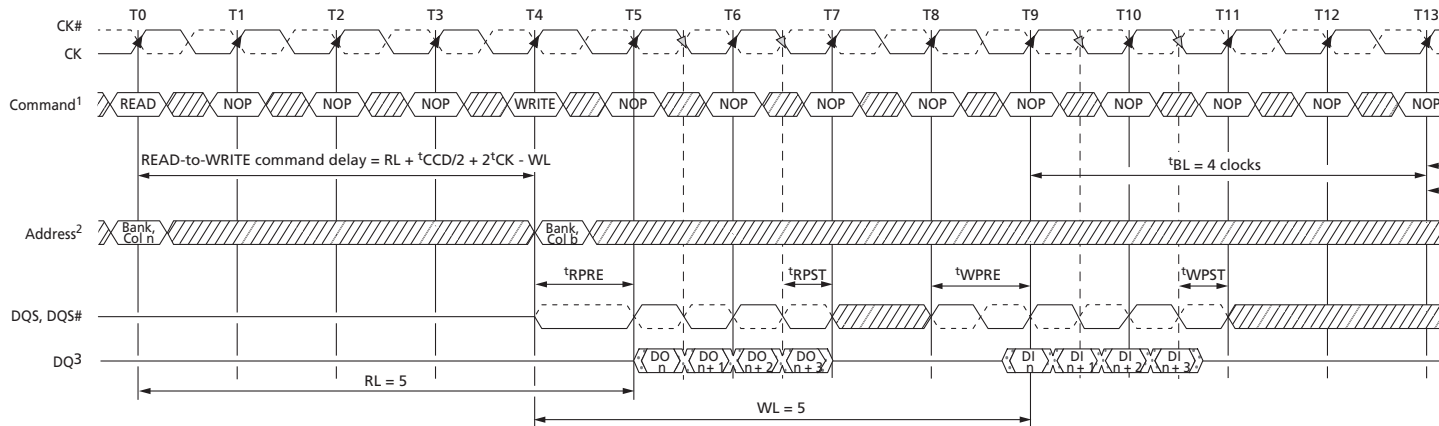 T0 T1 T2 T3 T4 T5 T6 T7 T8 T9 T10 T11 T12 T13
CK#
CK
Command1 READ NOP NOP NOP WRITE NOP NOP NOP NOP NOP NOP NOP NOP NOP
READ-to-WRITE command delay = RL + tCCD/2 + 2tCK - WL
tBL = 4 clocks
Address2
Bank, Bank,
Col n Col b
tRPRE tRPST tWPRE tWPST
DQS, DQS#
DQ3
DO DO DO DO DI DI DI DI
n n + 1 n + 2 n + 3 n n + 1 n + 2 n + 3
RL = 5
WL = 5